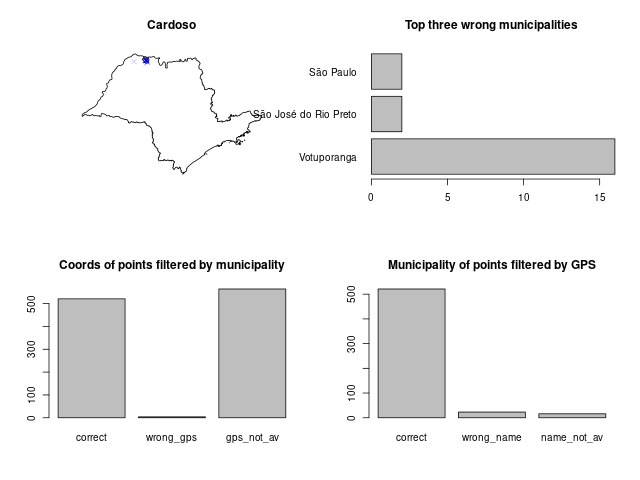 Cardoso
Top three wrong municipalities
São Paulo
São José do Rio Preto
Votuporanga
0 5 10 15
Coords of points filtered by municipality
500
300
100
0
correct wrong_gps gps_not_av
Municipality of points filtered by GPS
500
300
100
0
correct wrong_name name_not_av